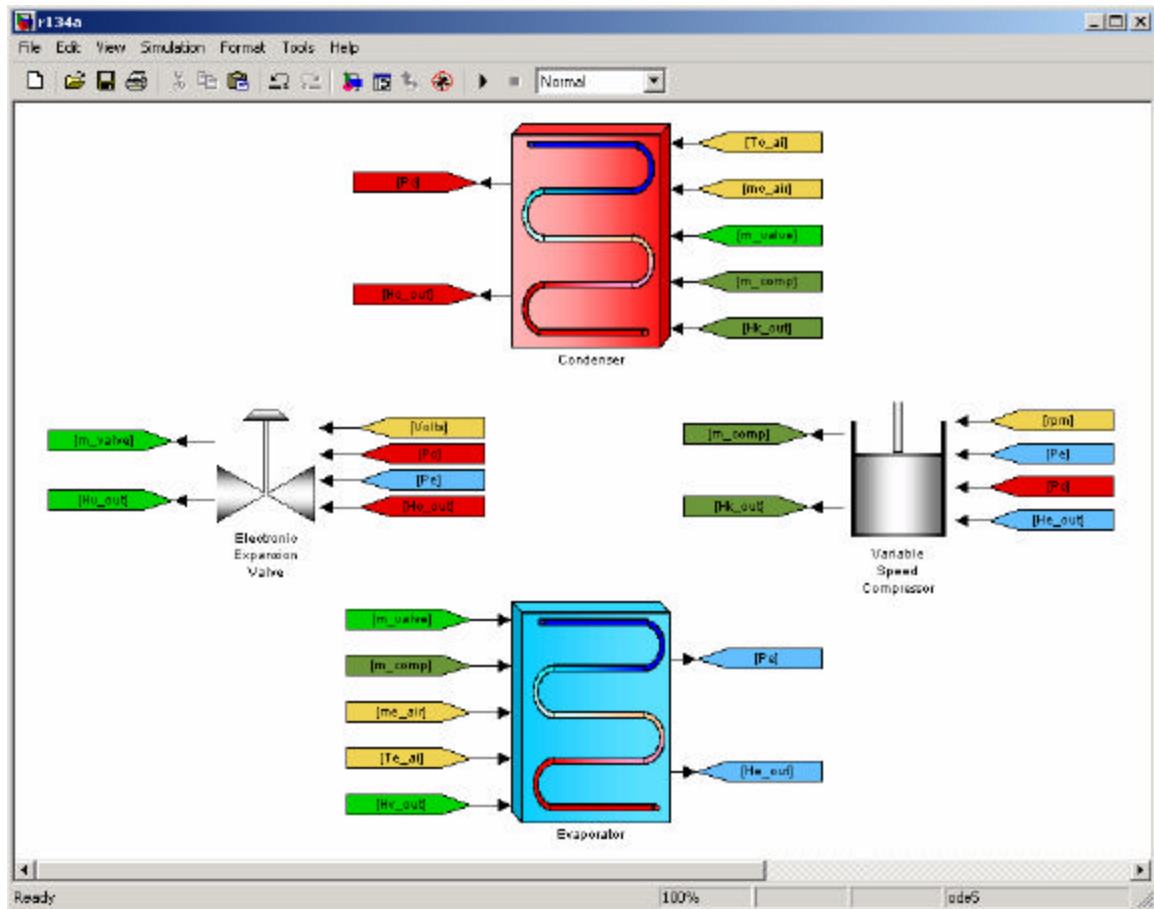 r134a
File Edit View Simulation Format Tools Help
Normal
[Tc_ai]
[mc_air]
[Pc]
[m_valve]
[m_comp]
[Hc_out]
[Hk_out]
Condenser
[Volts]
[rpm]
[m_valve]
[m_comp]
[Pc]
[Pe]
[Pe]
[Pc]
[Hv_out]
[Hc_out]
[Hk_out]
[He_out]
Electronic
Expansion
Valve
Variable
Speed
Compressor
[m_valve]
[m_comp]
[Pe]
[me_air]
[Te_ai]
[He_out]
[Hv_out]
Evaporator
Ready 100% ode5